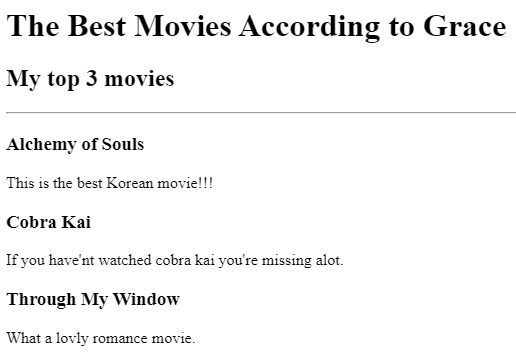 The Best Movies According to Grace
My top 3 movies
Alchemy of Souls
This is the best Korean movie!!!
Cobra Kai
If you have'nt watched cobra kai you're missing alot.
Through My Window
What a lovly romance movie.